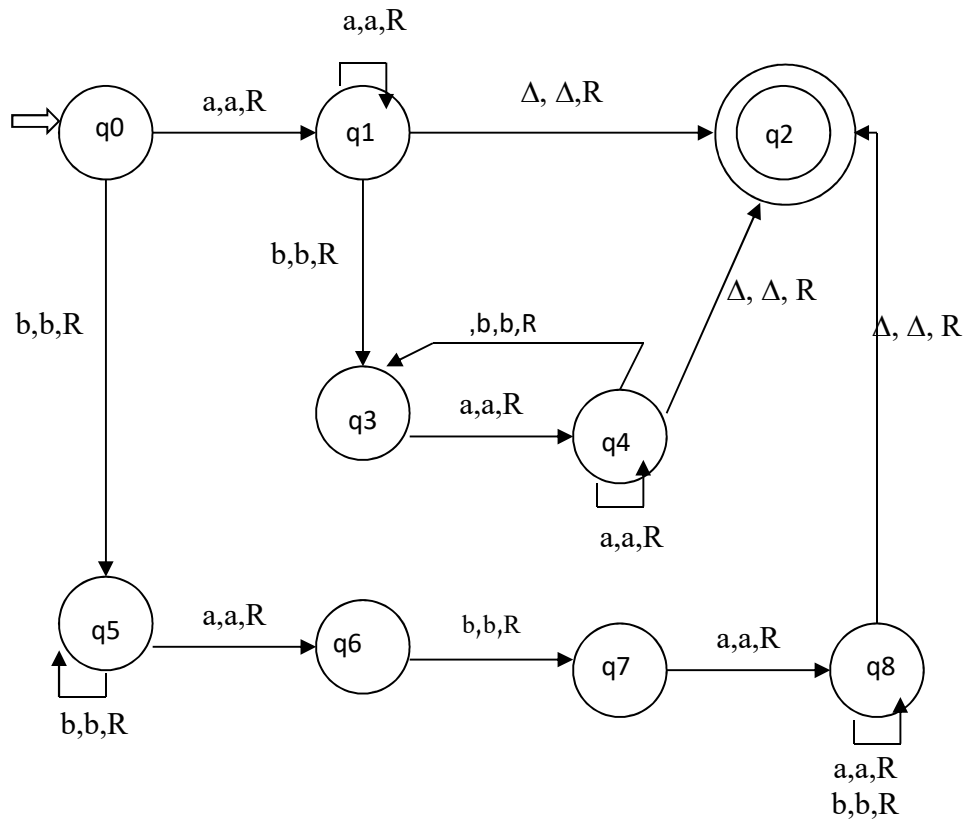 a,a,R
q0
a,a,R
q1
Δ, Δ,R
q2
b,b,R
b,b,R
Δ, Δ, R
Δ, Δ, R
,b,b,R
q3
a,a,R
q4
a,a,R
q5
a,a,R
q6
b,b,R
q7
a,a,R
q8
b,b,R
a,a,R
b,b,R